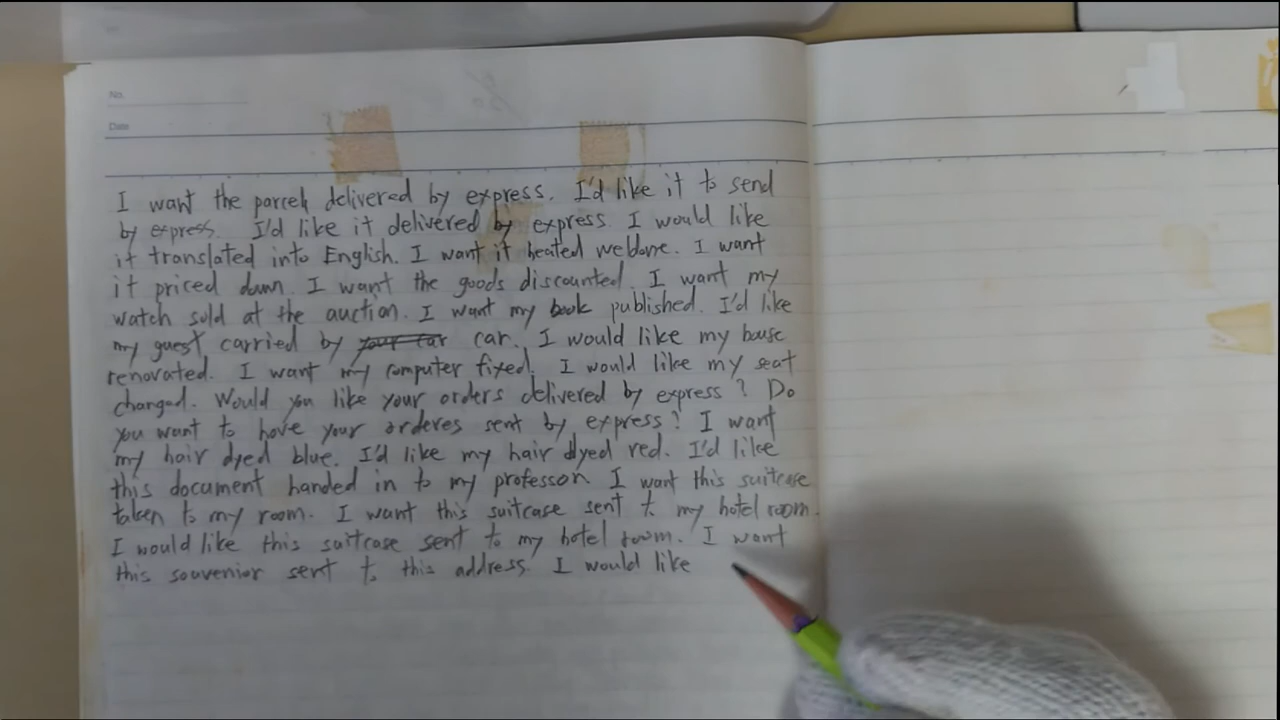 No.
Date
I want the parcel delivered by express. I'd like it to send
by express. I'd like it delivered by express. I would like
it translated into English. I want it heated weldone. I want
it priced down. I want the goods discounted. I want my
watch sold at the auction. I want my book published. I'd like
my guest carried by your car car. I would like my house
renovated. I want my computer fixed. I would like my seat
changed. Would you like your orders delivered by express? Do
you want to have your orderes sent by express? I want
my hair dyed blue. I'd like my hair dyed red. I'd like
this document handed in to my professor. I want this suitcase
taken to my room. I want this suitcase sent to my hotel room.
I would like this suitcase sent to my hotel room. I want
this souvenior sent to this address. I would like